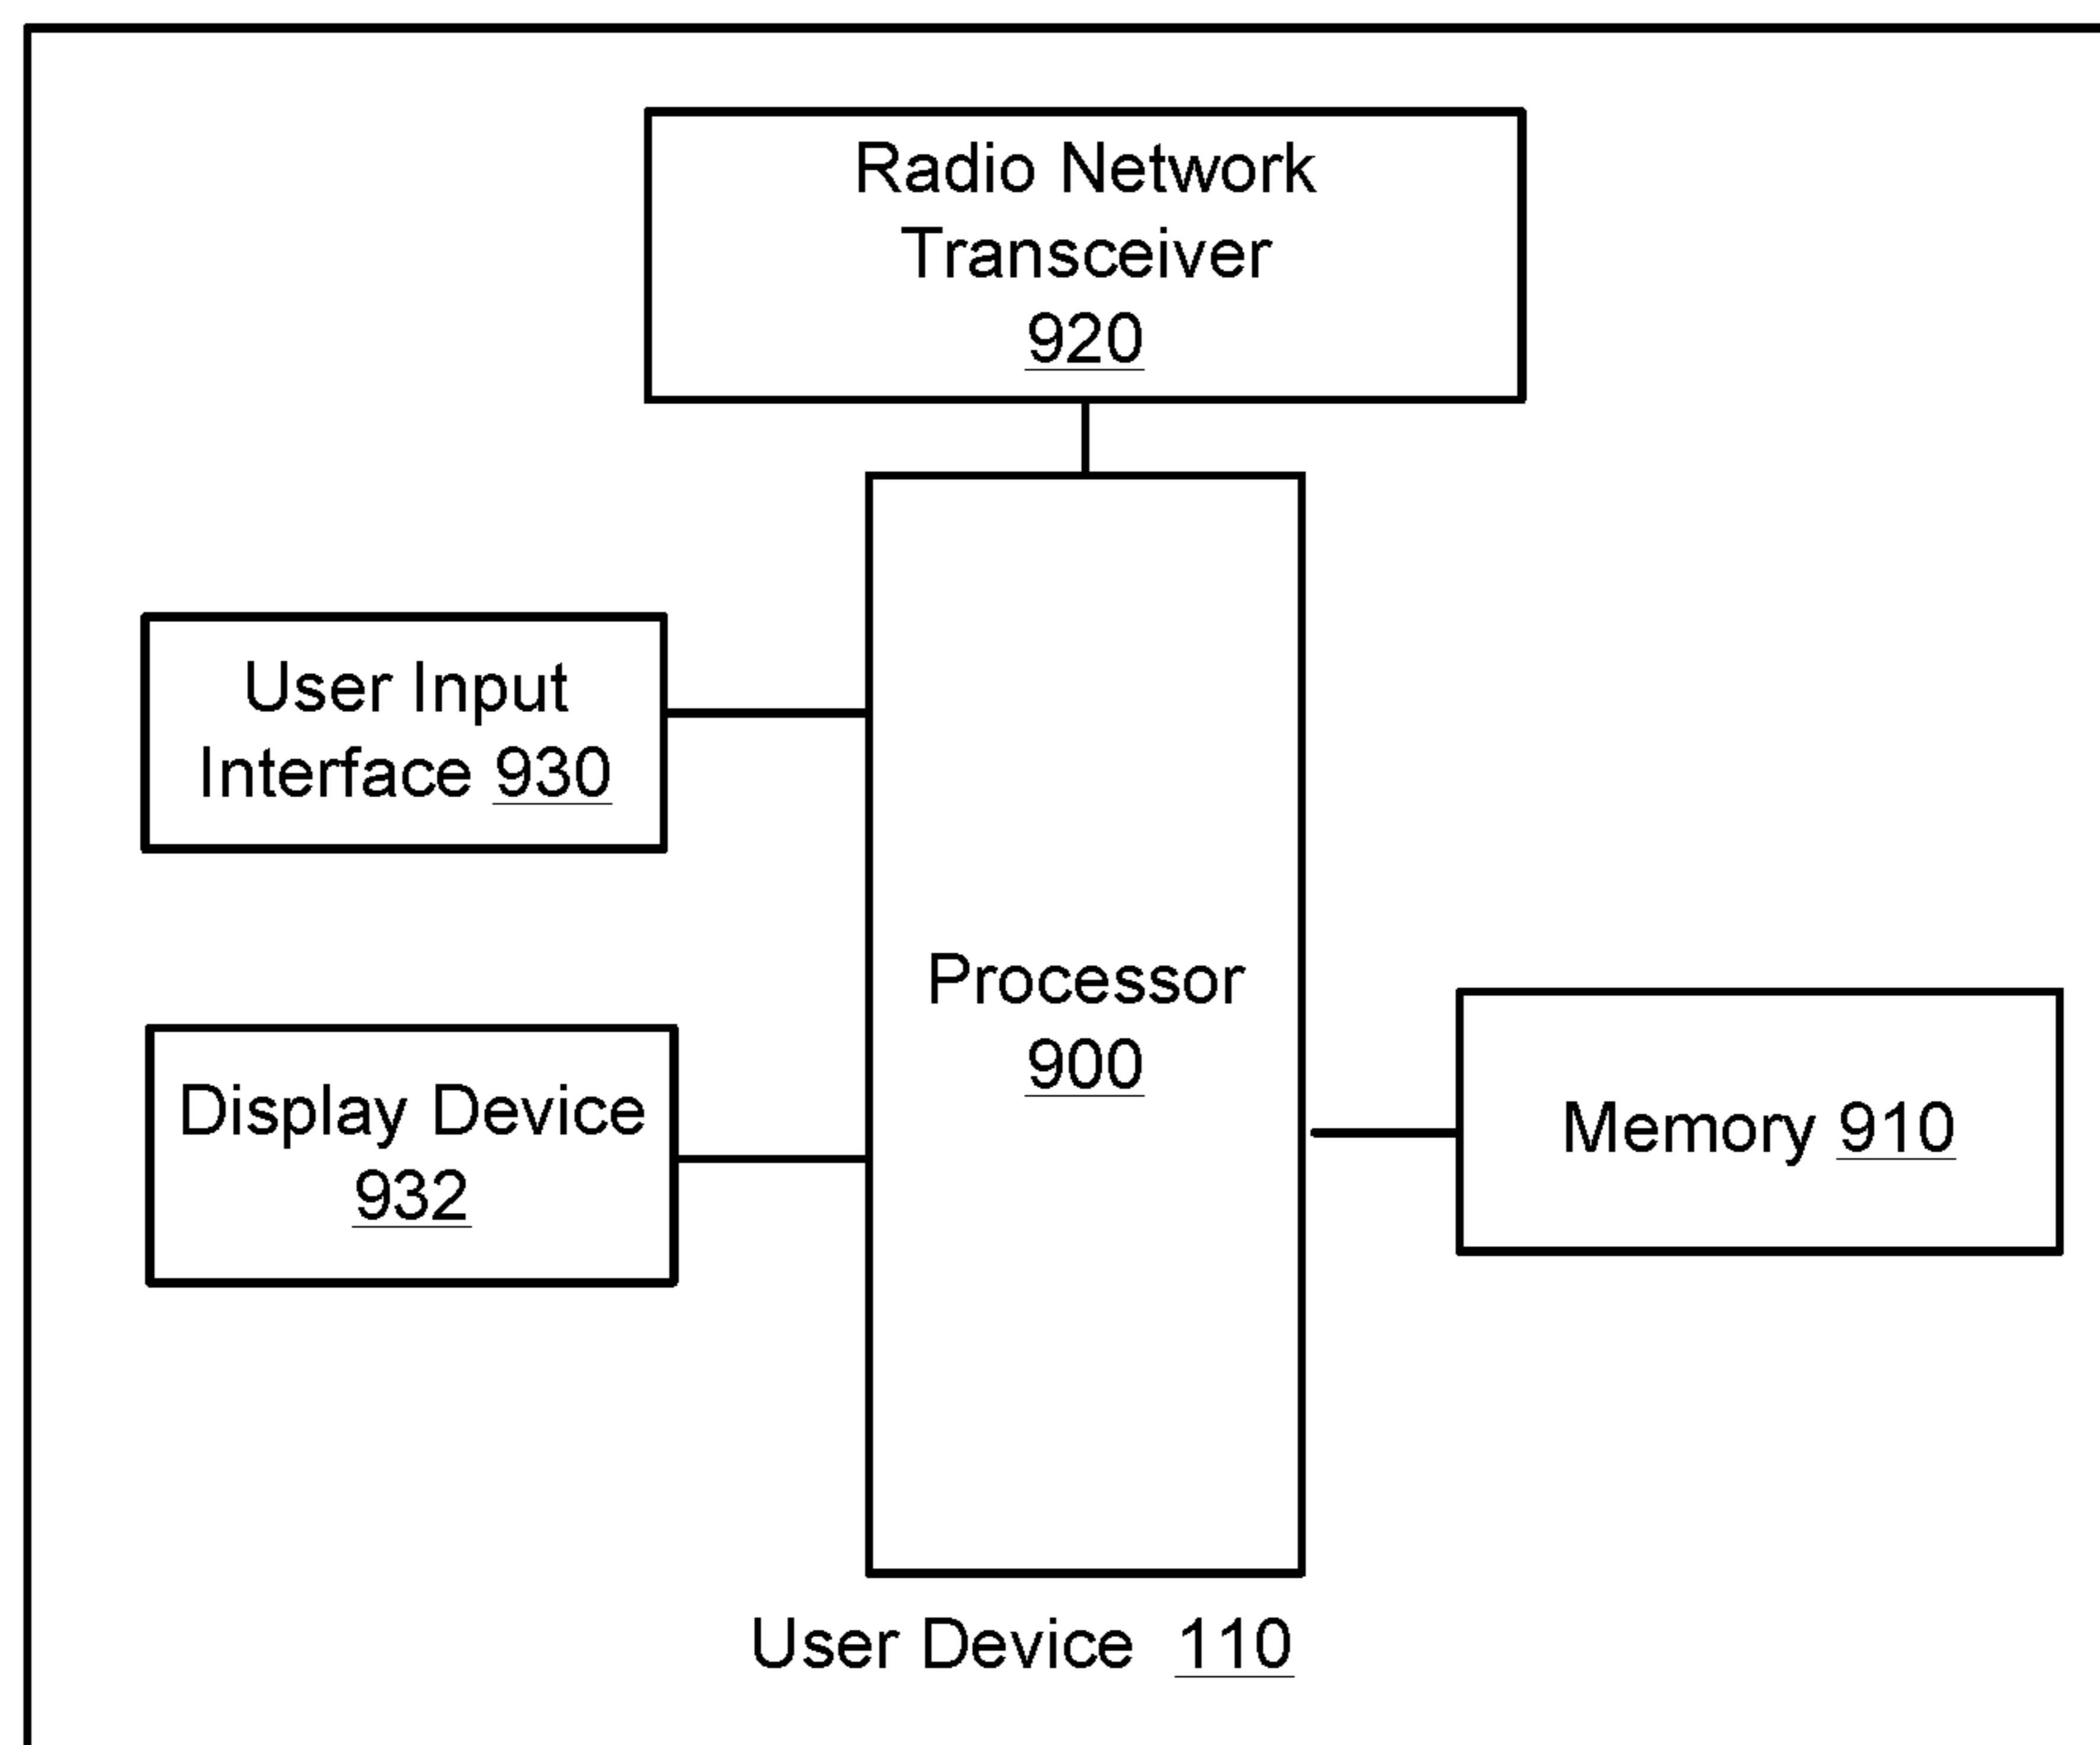 Radio Network
Transceiver
920
User Input
Interface 930
Processor
900
Display Device
932
Memory 910
User Device 110